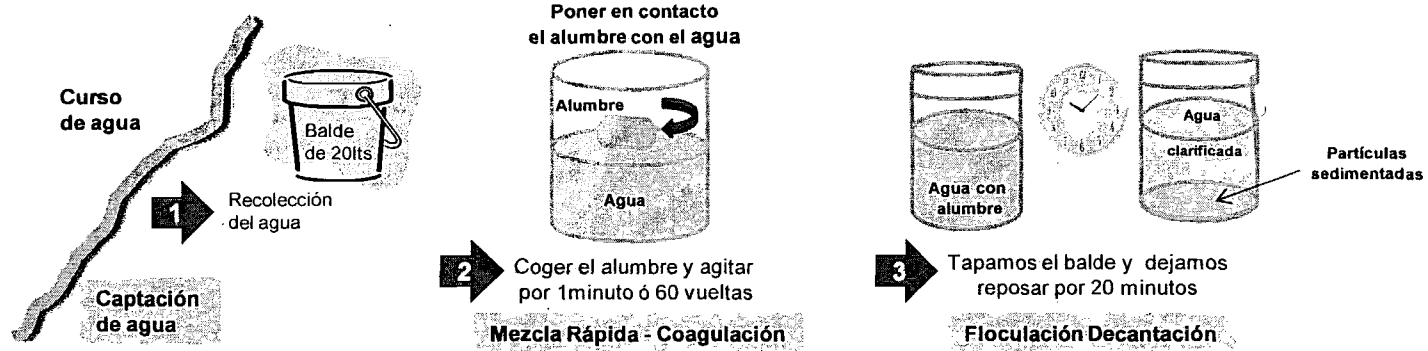 Curso
de agua
Balde
de 20lts
1
Recolección
del agua
Captación
de agua
Poner en contacto
el alumbre con el agua
Alumbre
Agua
2
Coger el alumbre y agitar
por 1minuto ó 60 vueltas
Mezcla Rápida - Coagulación
Agua con
alumbre
Agua
clarificada
Partículas
sedimentadas
3
Tapamos el balde y dejamos
reposar por 20 minutos
Floculación Decantación